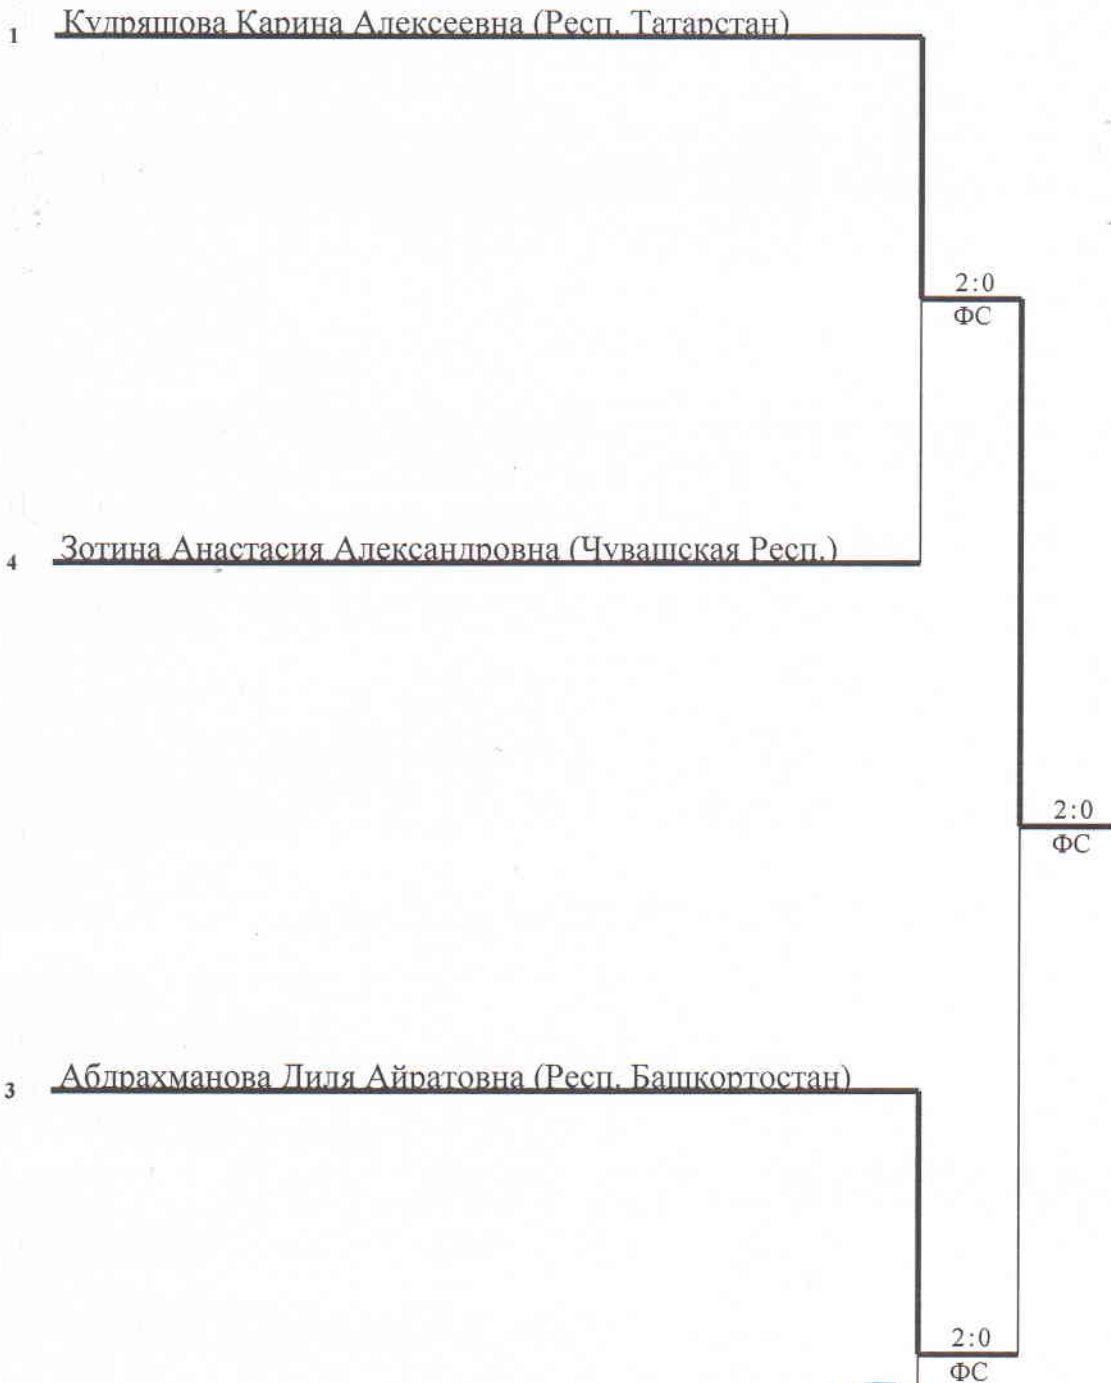 1 Кудряшова Карина Алексеевна (Респ. Татарстан)
2:0
ФС
4 Зотина Анастасия Александровна (Чувашская Респ.)
2:0
ФС
3 Абдрахманова Лиля Айратовна (Респ. Башкортостан)
2:0
ФС